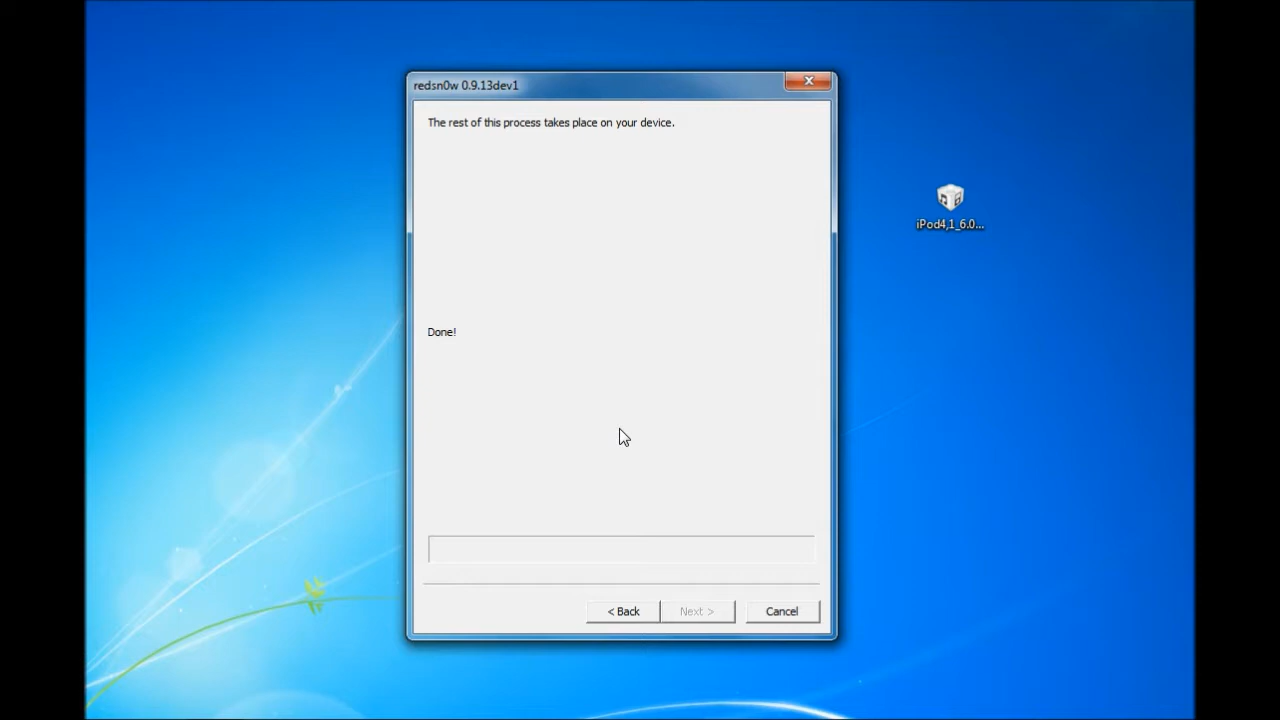 redsn0w 0.9.13dev1
The rest of this process takes place on your device.
iPod4,1_6.0...
Done!
< Back
Next >
Cancel